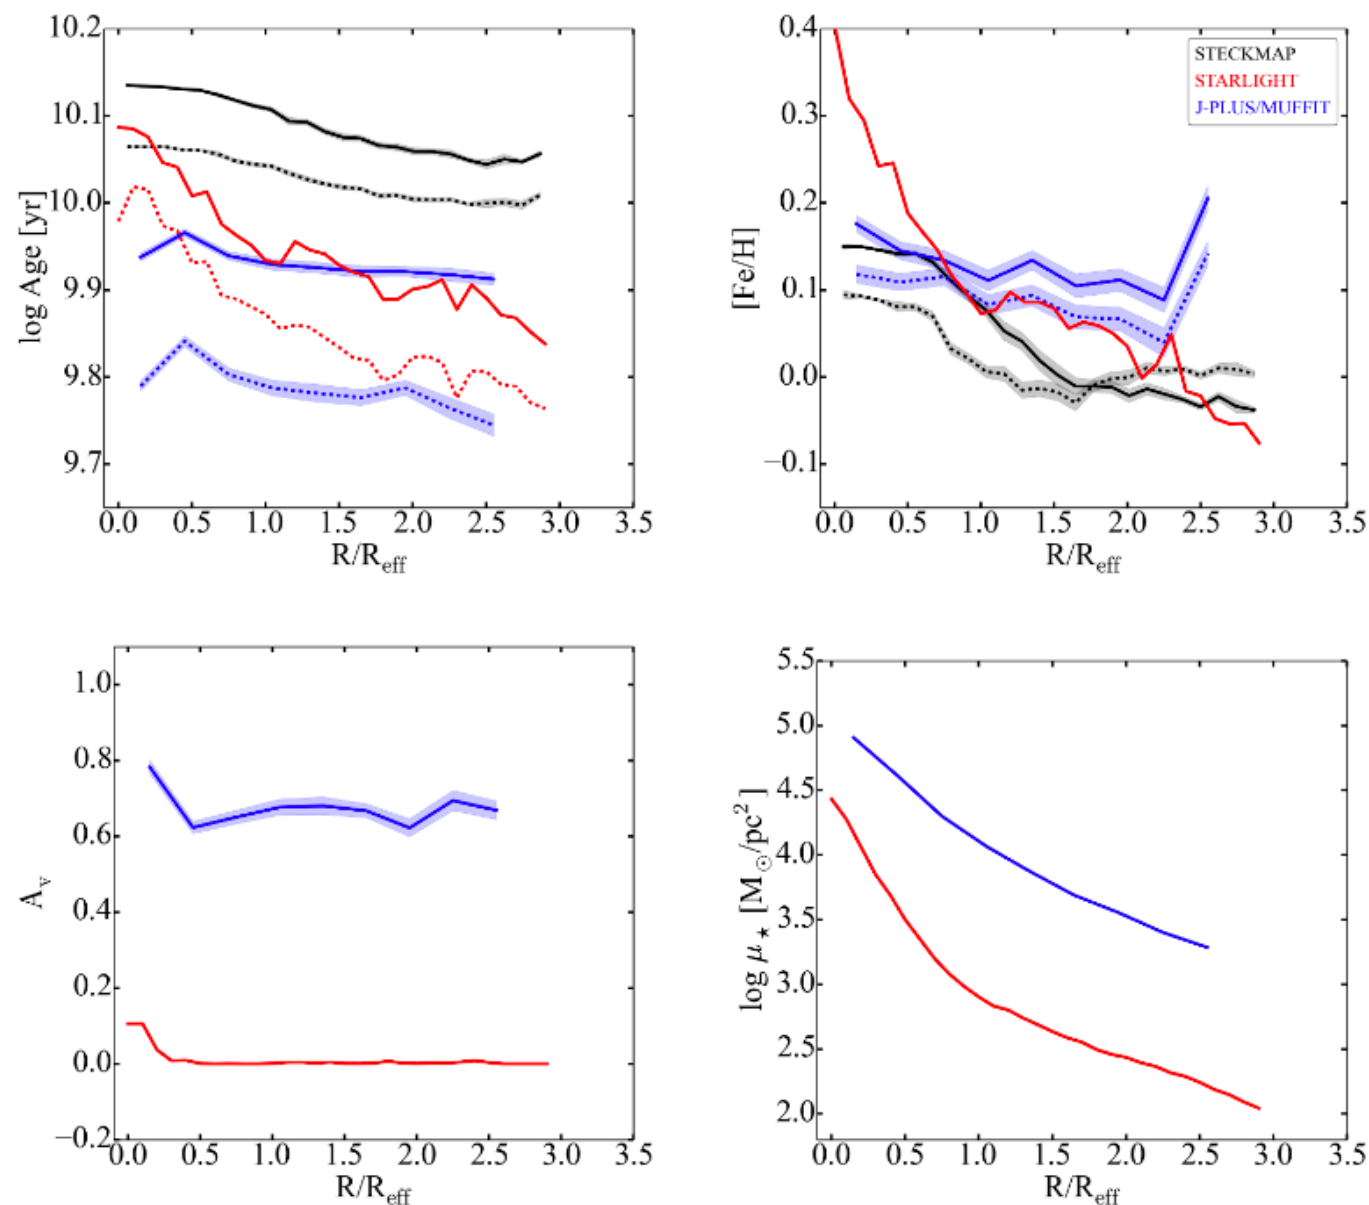 10.2
10.1
10.0
9.9
9.8
9.7
log Age [yr]
0.0 0.5 1.0 1.5 2.0 2.5 3.0 3.5
R/R_eff
0.4
0.3
0.2
0.1
0.0
−0.1
[Fe/H]
STECKMAP
STARLIGHT
J-PLUS/MUFFIT
0.0 0.5 1.0 1.5 2.0 2.5 3.0 3.5
R/R_eff
1.0
0.8
0.6
0.4
0.2
0.0
−0.2
A_v
0.0 0.5 1.0 1.5 2.0 2.5 3.0 3.5
R/R_eff
5.5
5.0
4.5
4.0
3.5
3.0
2.5
2.0
log μ⋆ [M⊙/pc²]
0.0 0.5 1.0 1.5 2.0 2.5 3.0 3.5
R/R_eff